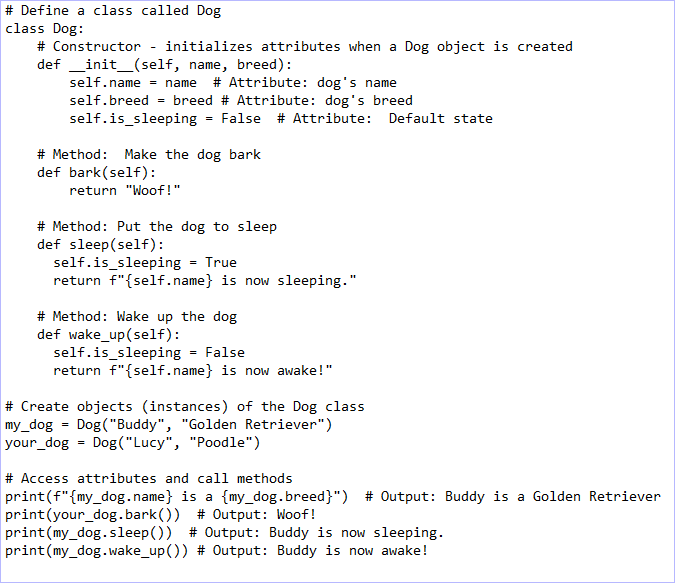 # Define a class called Dog
class Dog:
    # Constructor - initializes attributes when a Dog object is created
    def __init__(self, name, breed):
        self.name = name  # Attribute: dog's name
        self.breed = breed # Attribute: dog's breed
        self.is_sleeping = False  # Attribute:  Default state

    # Method:  Make the dog bark
    def bark(self):
        return "Woof!"

    # Method: Put the dog to sleep
    def sleep(self):
      self.is_sleeping = True
      return f"{self.name} is now sleeping."

    # Method: Wake up the dog
    def wake_up(self):
      self.is_sleeping = False
      return f"{self.name} is now awake!"

# Create objects (instances) of the Dog class
my_dog = Dog("Buddy", "Golden Retriever")
your_dog = Dog("Lucy", "Poodle")

# Access attributes and call methods
print(f"{my_dog.name} is a {my_dog.breed}")  # Output: Buddy is a Golden Retriever
print(your_dog.bark())  # Output: Woof!
print(my_dog.sleep())  # Output: Buddy is now sleeping.
print(my_dog.wake_up()) # Output: Buddy is now awake!